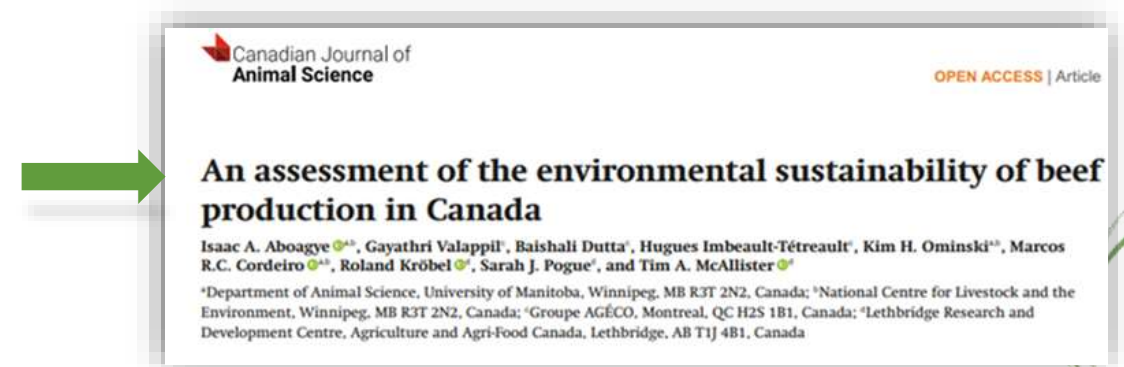 Canadian Journal of
Animal Science
OPEN ACCESS | Article
An assessment of the environmental sustainability of beef
production in Canada
Isaac A. Aboagye a,b, Gayathri Valappil c, Baishali Dutta c, Hugues Imbeault-Tétreault c, Kim H. Ominski a,b, Marcos
R.C. Cordeiro a,b, Roland Kröbel d, Sarah J. Pogue d, and Tim A. McAllister d
aDepartment of Animal Science, University of Manitoba, Winnipeg, MB R3T 2N2, Canada; bNational Centre for Livestock and the
Environment, Winnipeg, MB R3T 2N2, Canada; cGroupe AGÉCO, Montreal, QC H2S 1B1, Canada; dLethbridge Research and
Development Centre, Agriculture and Agri-Food Canada, Lethbridge, AB T1J 4B1, Canada